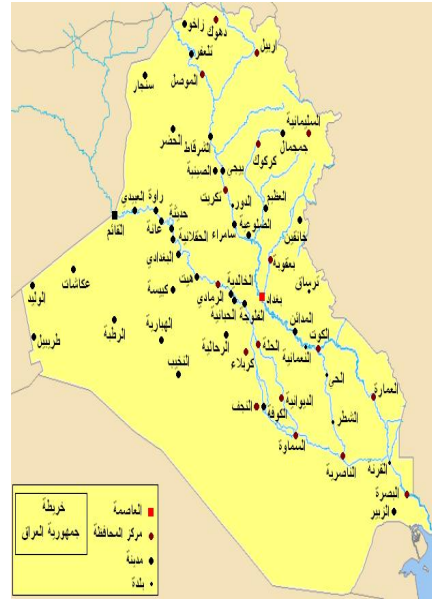 زاخو
دهوك
اربيل
تلعفر
سنجار
الموصل
السليمانية
جمجمال
الحضر
الشرقاط
كركوك
بيجي
الصينية
تكريت
العظيم
راوة
العبيدي
الدور
الضلوعية
حديثة
عانة
القائم
سامراء
خانقين
الحقلانية
البغدادي
بعقوبة
عكاشات
هيت
الخالدية
الوليد
كبيسة
الرمادي
بغداد
الفلوجة
المدائن
الحبانية
الكوت
الرطبة
الهبارية
الرحالية
الحلة
النعمانية
طريبيل
كربلاء
النخيب
الحي
العمارة
الديوانية
النجف
الكوفة
الشطر
السماوة
القرنة
الناصرية
البصرة
الزبير
خريطة
جمهورية العراق
العاصمة
مركز المحافظة
مدينة
بلدة